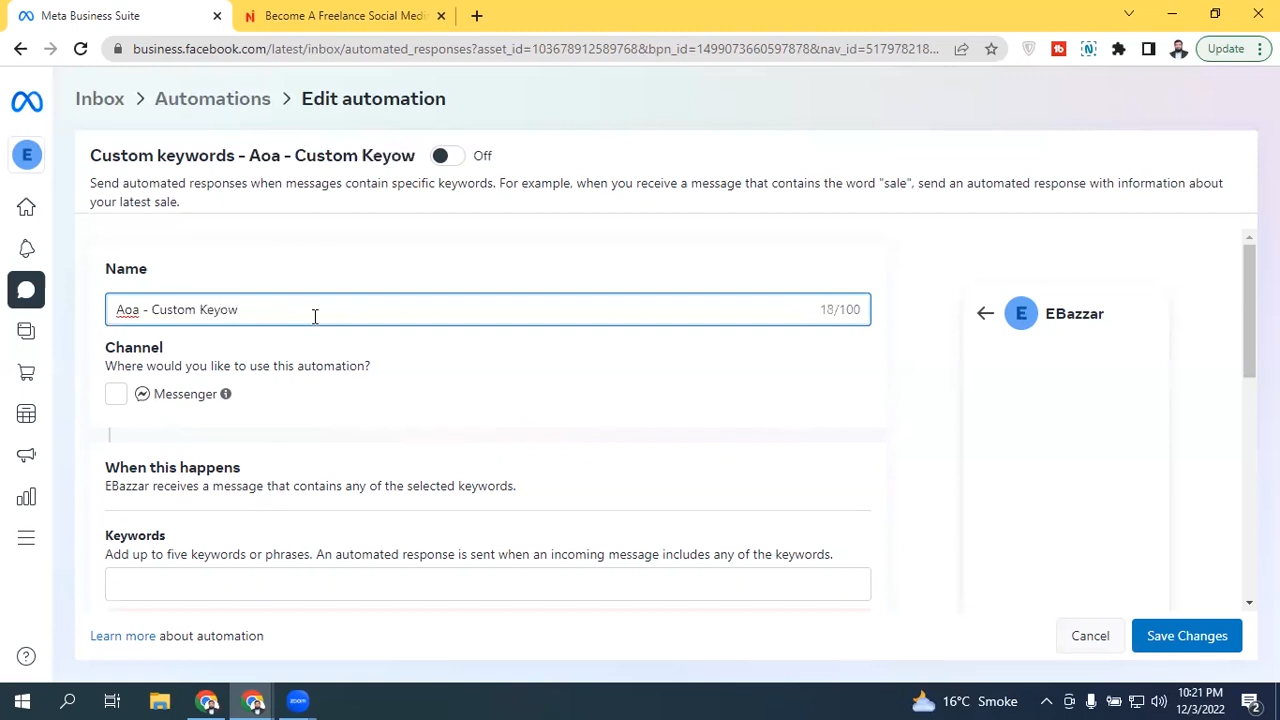 Meta Business Suite
Become A Freelance Social Medi
business.facebook.com/latest/inbox/automated_responses?asset_id=103678912589768&bpn_id=1499073660597878&nav_id=517978218...
Update
Inbox > Automations > Edit automation
E
Custom keywords - Aoa - Custom Keyow
Off
Send automated responses when messages contain specific keywords. For example, when you receive a message that contains the word "sale", send an automated response with information about
your latest sale.
Name
Aoa - Custom Keyow
18/100
Channel
Where would you like to use this automation?
Messenger
When this happens
EBazzar receives a message that contains any of the selected keywords.
Keywords
Add up to five keywords or phrases. An automated response is sent when an incoming message includes any of the keywords.
E EBazzar
Learn more about automation
Cancel
Save Changes
zoom
16°C Smoke
10:21 PM
12/3/2022
2